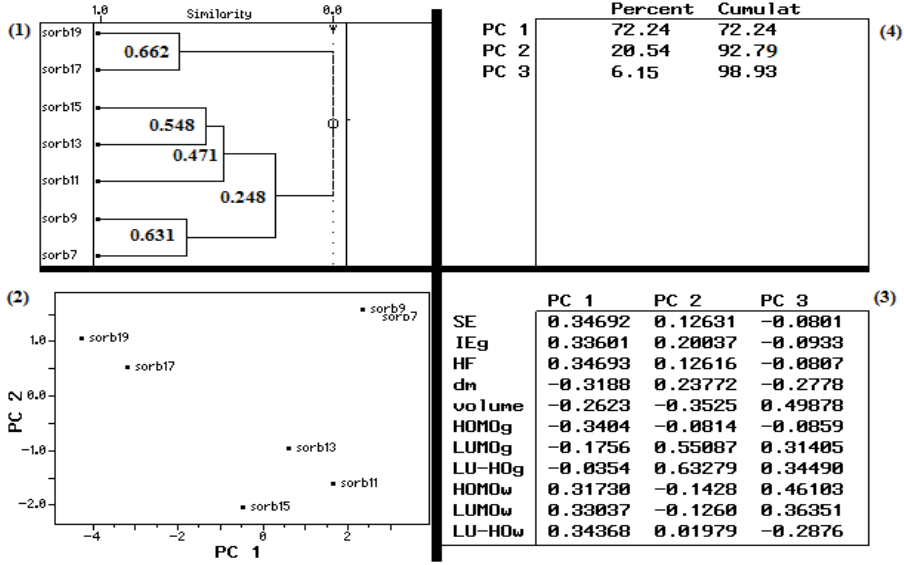 (1)
1.0 Similarity 0.0
sorb19
0.662
sorb17
sorb15
0.548
sorb13
0.471
sorb11
0.248
sorb9
0.631
sorb7
Percent Cumulat
PC 1 72.24 72.24
PC 2 20.54 92.79
PC 3 6.15 98.93
(4)
(2)
PC 2
1.0
0.0
-1.0
-2.0
sorb9
sorb7
sorb19
sorb17
sorb13
sorb11
sorb15
-4 -2 0 2
PC 1
(3)
PC 1 PC 2 PC 3
SE 0.34692 0.12631 -0.0801
IEg 0.33601 0.20037 -0.0933
HF 0.34693 0.12616 -0.0807
dm -0.3188 0.23772 -0.2778
volume -0.2623 -0.3525 0.49878
HOMOg -0.3404 -0.0814 -0.0859
LUMOg -0.1756 0.55087 0.31405
LU-HOg -0.0354 0.63279 0.34490
HOMOw 0.31730 -0.1428 0.46103
LUMOw 0.33037 -0.1260 0.36351
LU-HOw 0.34368 0.01979 -0.2876